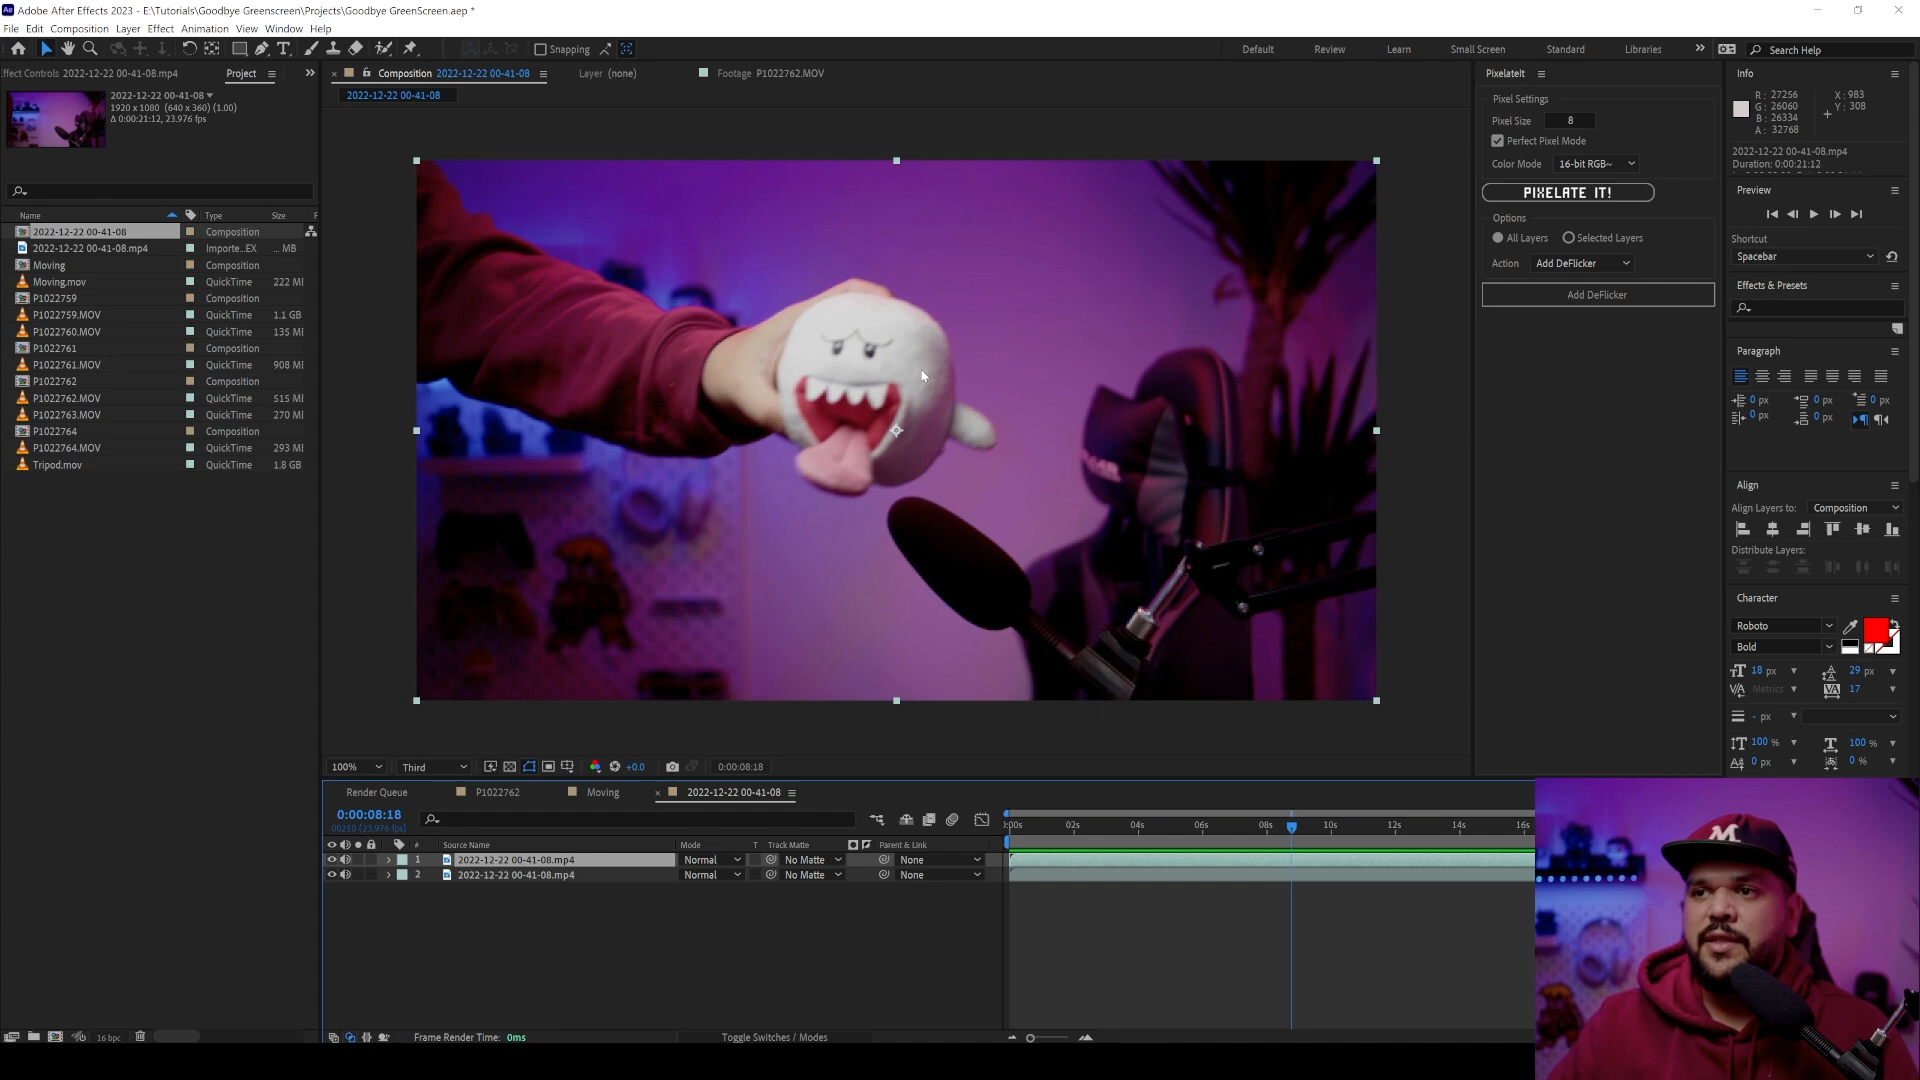 Ae Adobe After Effects 2023 - E:\Tutorials\Goodbye Greenscreen\Projects\Goodbye GreenScreen.aep *
File Edit Composition Layer Effect Animation View Window Help
Snapping
Default Review Learn Small Screen Standard Libraries
Search Help
ffect Controls 2022-12-22 00-41-08.mp4
Project
2022-12-22 00-41-08
1920 x 1080 (640 x 360) (1.00)
Δ 0:00:21:12, 23.976 fps)
Name Type Size F
2022-12-22 00-41-08 Composition
2022-12-22 00-41-08.mp4 Importe...EX ... MB
Moving Composition
Moving.mov QuickTime 222 MB
P1022759 Composition
P1022759.MOV QuickTime 1.1 GB
P1022760.MOV QuickTime 135 MB
P1022761 Composition
P1022761.MOV QuickTime 908 MB
P1022762 Composition
P1022762.MOV QuickTime 515 MB
P1022763.MOV QuickTime 270 MB
P1022764 Composition
P1022764.MOV QuickTime 293 MB
Tripod.mov QuickTime 1.8 GB
16 bpc
Composition 2022-12-22 00-41-08
Layer (none)
Footage P1022762.MOV
2022-12-22 00-41-08
100% Third +0.0 0:00:08:18
PixelateIt
Pixel Settings
Pixel Size 8
Perfect Pixel Mode
Color Mode 16-bit RGB~
PIXELATE IT!
Options
All Layers Selected Layers
Action Add DeFlicker
Add DeFlicker
Info
R: 27256 X: 983
G: 26060 Y: 308
B: 26334
A: 32768
2022-12-22 00-41-08.mp4
Duration: 0:00:21:12
Preview
Shortcut
Spacebar
Effects & Presets
Paragraph
0 px 0 px 0 px
0 px 0 px
Align
Align Layers to: Composition
Distribute Layers:
Character
Roboto
Bold
18 px 29 px
Metrics 17
- px
100 % 100 %
0 px 0 %
Render Queue P1022762 Moving 2022-12-22 00-41-08
0:00:08:18
00210 (23.976 fps)
:00s 02s 04s 06s 08s 10s 12s 14s 16s
# Source Name Mode T Track Matte Parent & Link
1 2022-12-22 00-41-08.mp4 Normal No Matte None
2 2022-12-22 00-41-08.mp4 Normal No Matte None
Frame Render Time: 0ms
Toggle Switches / Modes
M